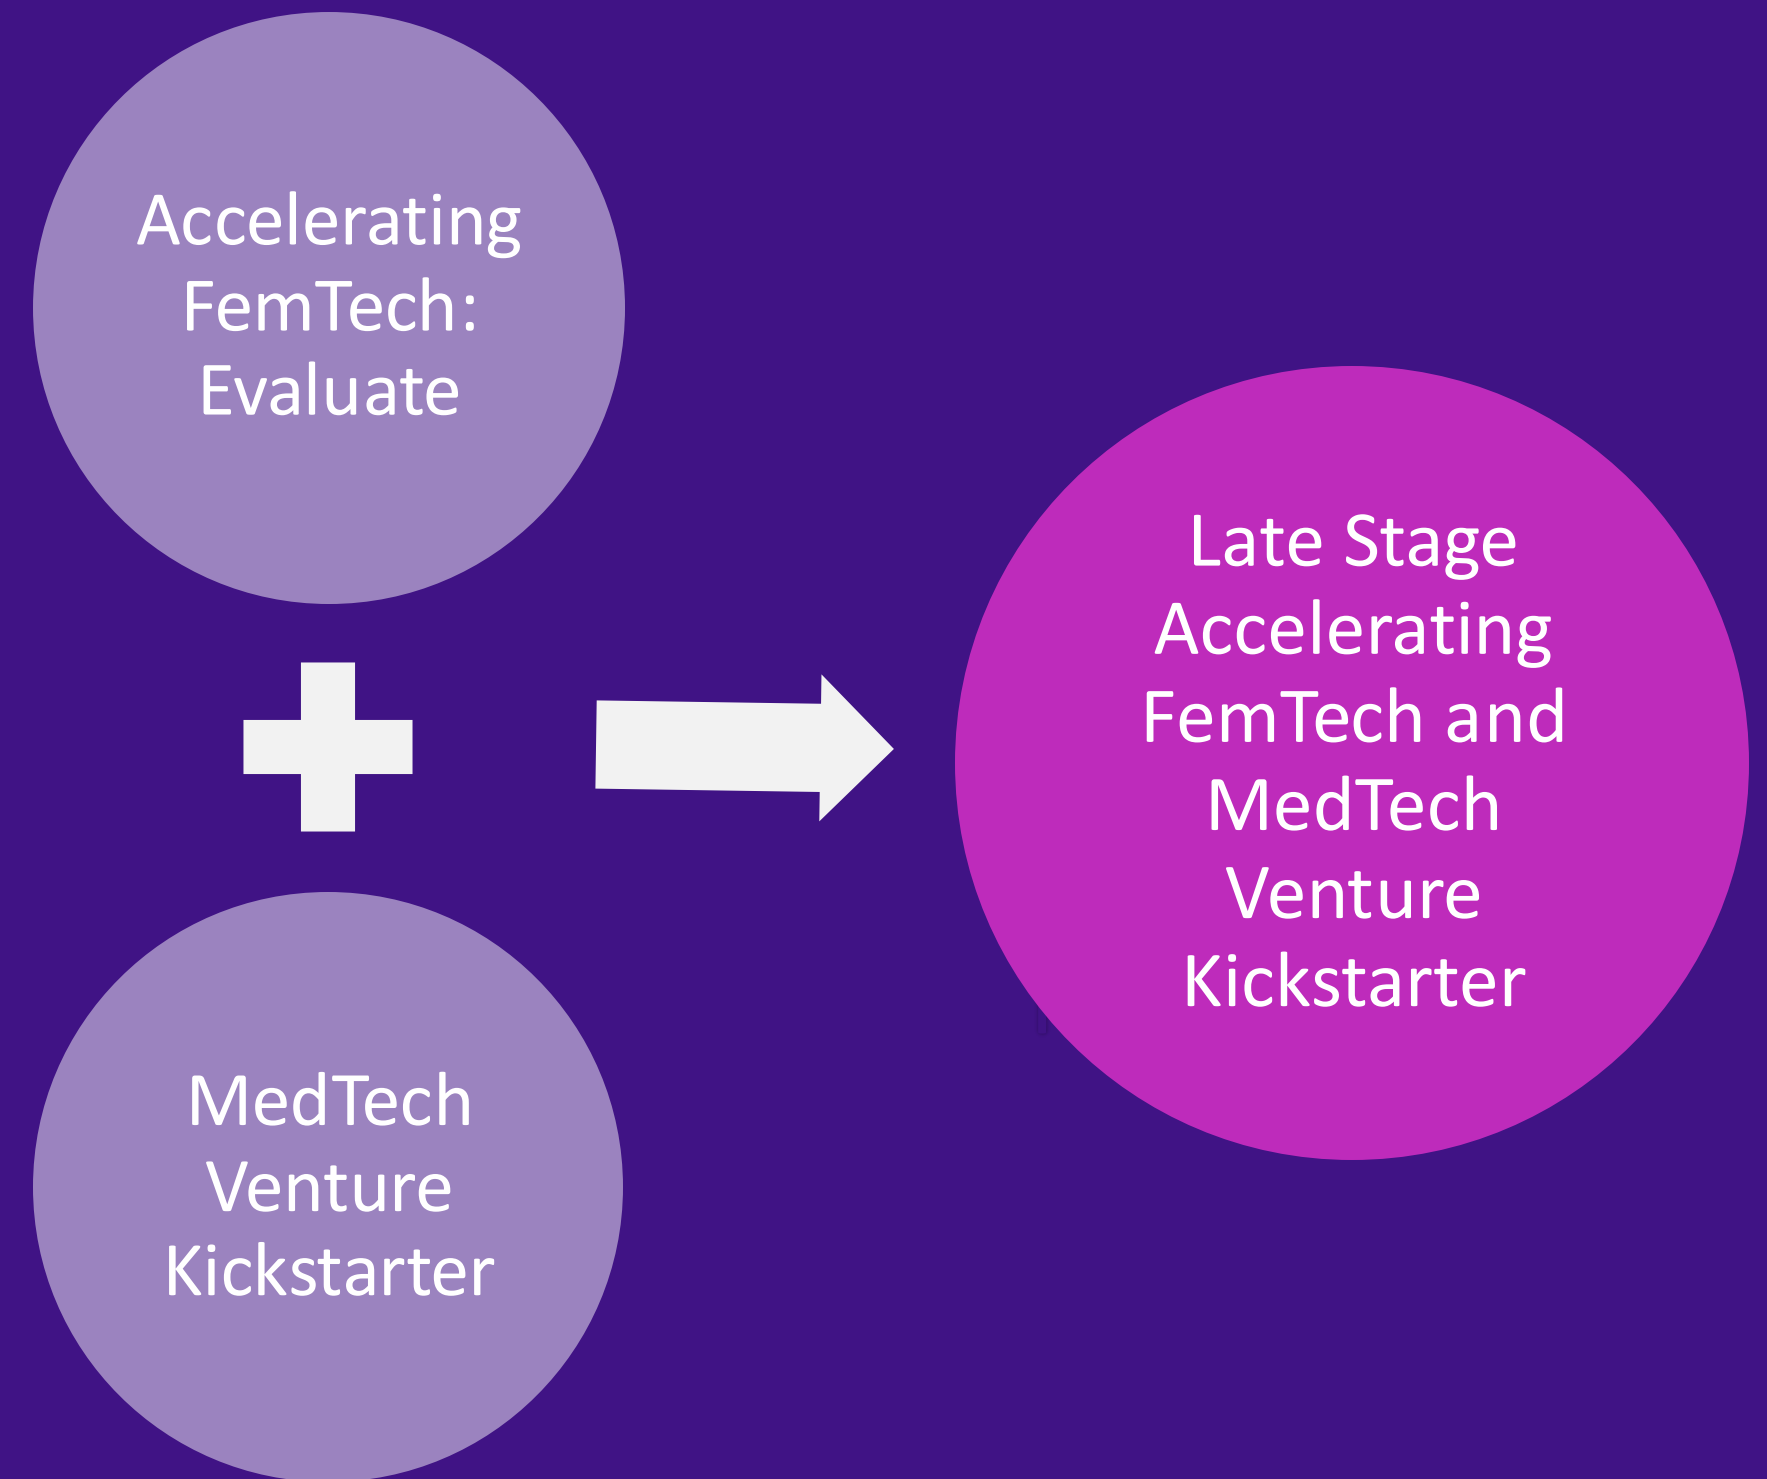 Accelerating
FemTech:
Evaluate
MedTech
Venture
Kickstarter
Late Stage
Accelerating
FemTech and
MedTech
Venture
Kickstarter